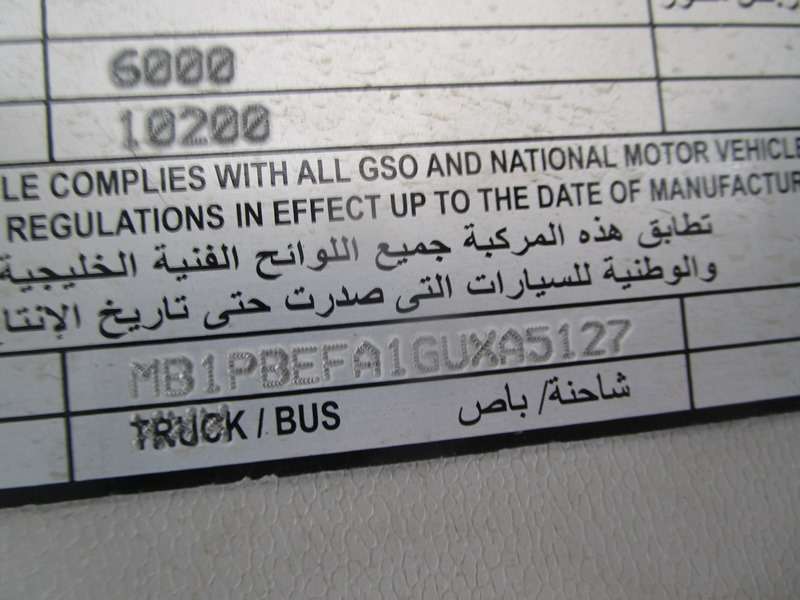 6000
10200
LE COMPLIES WITH ALL GSO AND NATIONAL MOTOR VEHICLE
REGULATIONS IN EFFECT UP TO THE DATE OF MANUFACTUR
تطابق هذه المركبة جميع اللوائح الفنية الخليجية
والوطنية للسيارات التى صدرت حتى تاريخ الإنتا
MB1PBEFA1GUXA5127
TRUCK / BUS شاحنة/ باص